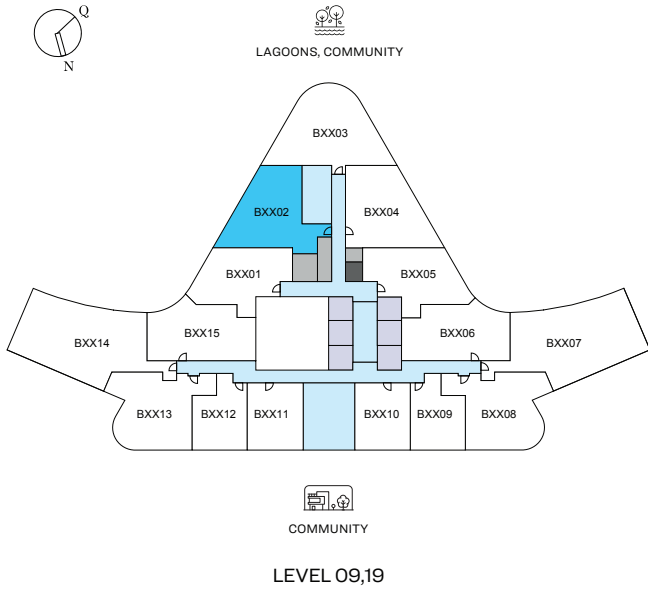 Q
N
LAGOONS, COMMUNITY
BXX03
BXX02
BXX04
BXX01
BXX05
BXX14
BXX15
BXX06
BXX07
BXX13
BXX12
BXX11
BXX10
BXX09
BXX08
COMMUNITY
LEVEL 09,19